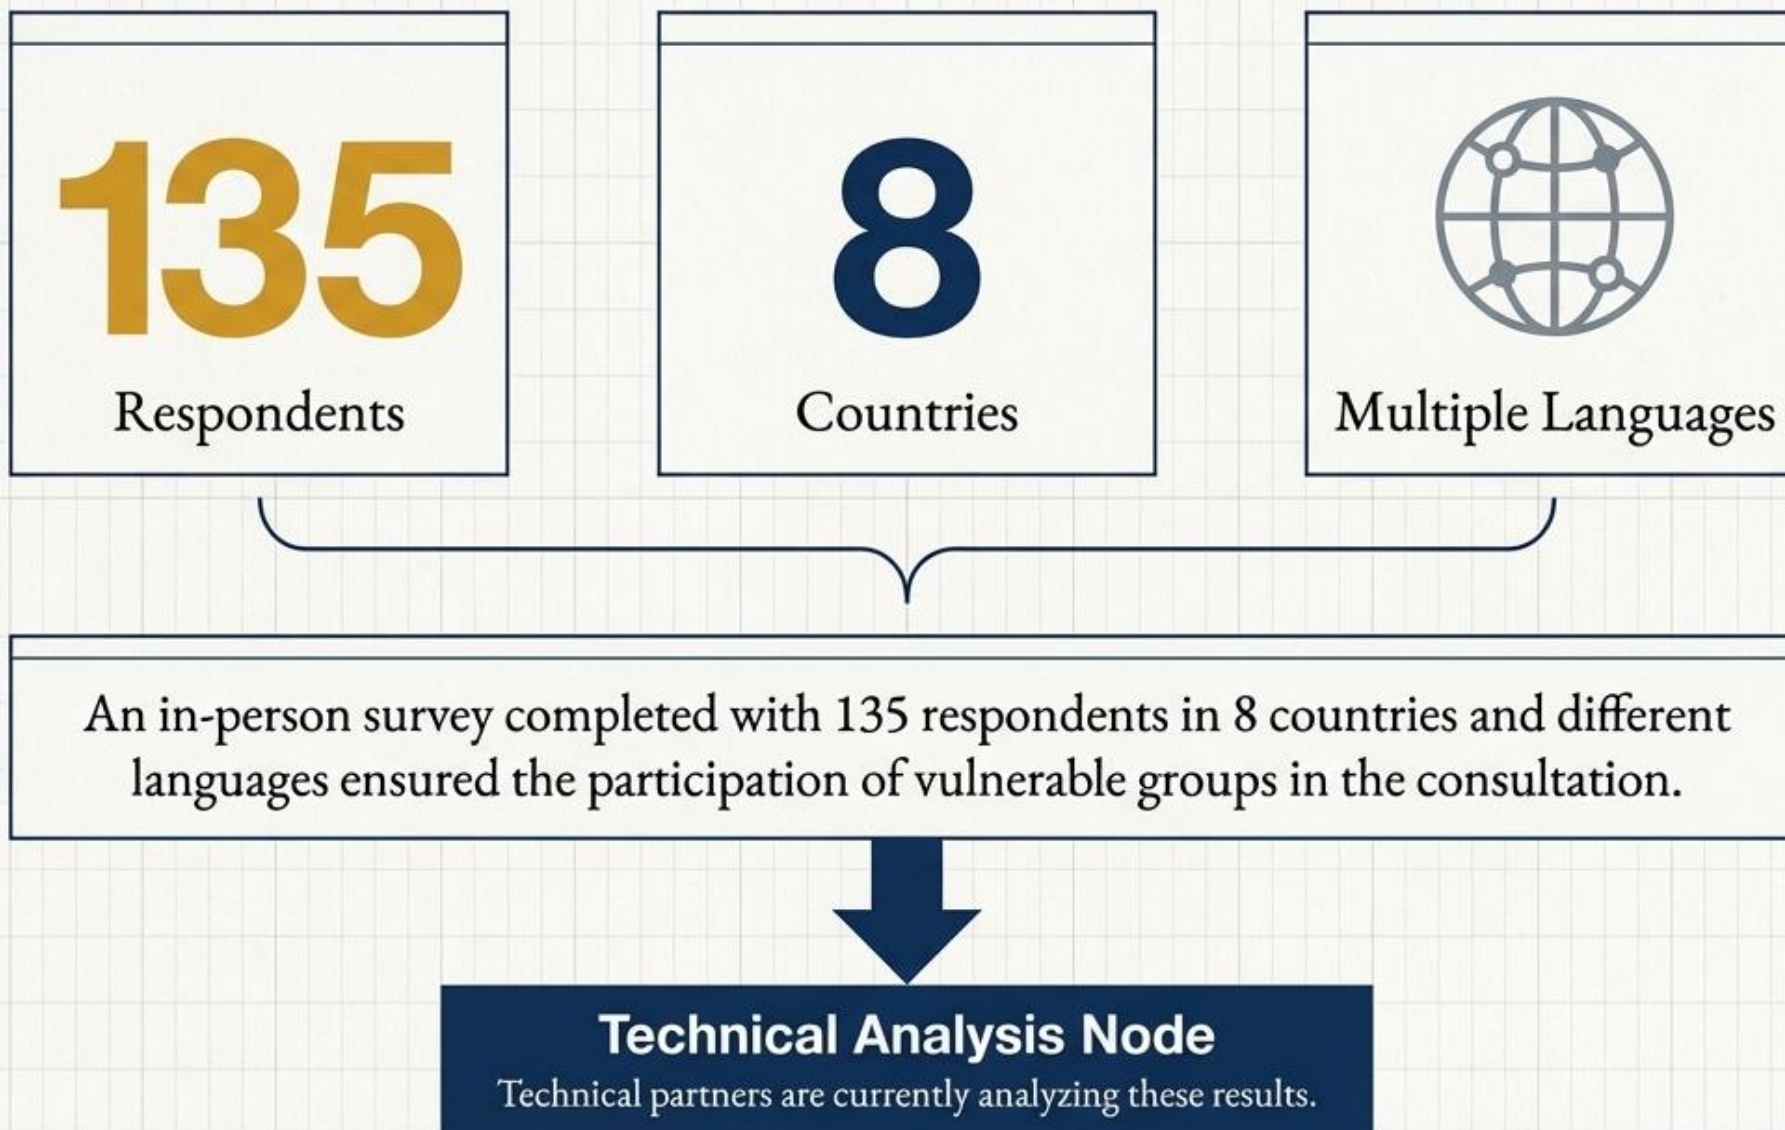 135
Respondents
8
Countries
Multiple Languages
An in-person survey completed with 135 respondents in 8 countries and different
languages ensured the participation of vulnerable groups in the consultation.
Technical Analysis Node
Technical partners are currently analyzing these results.